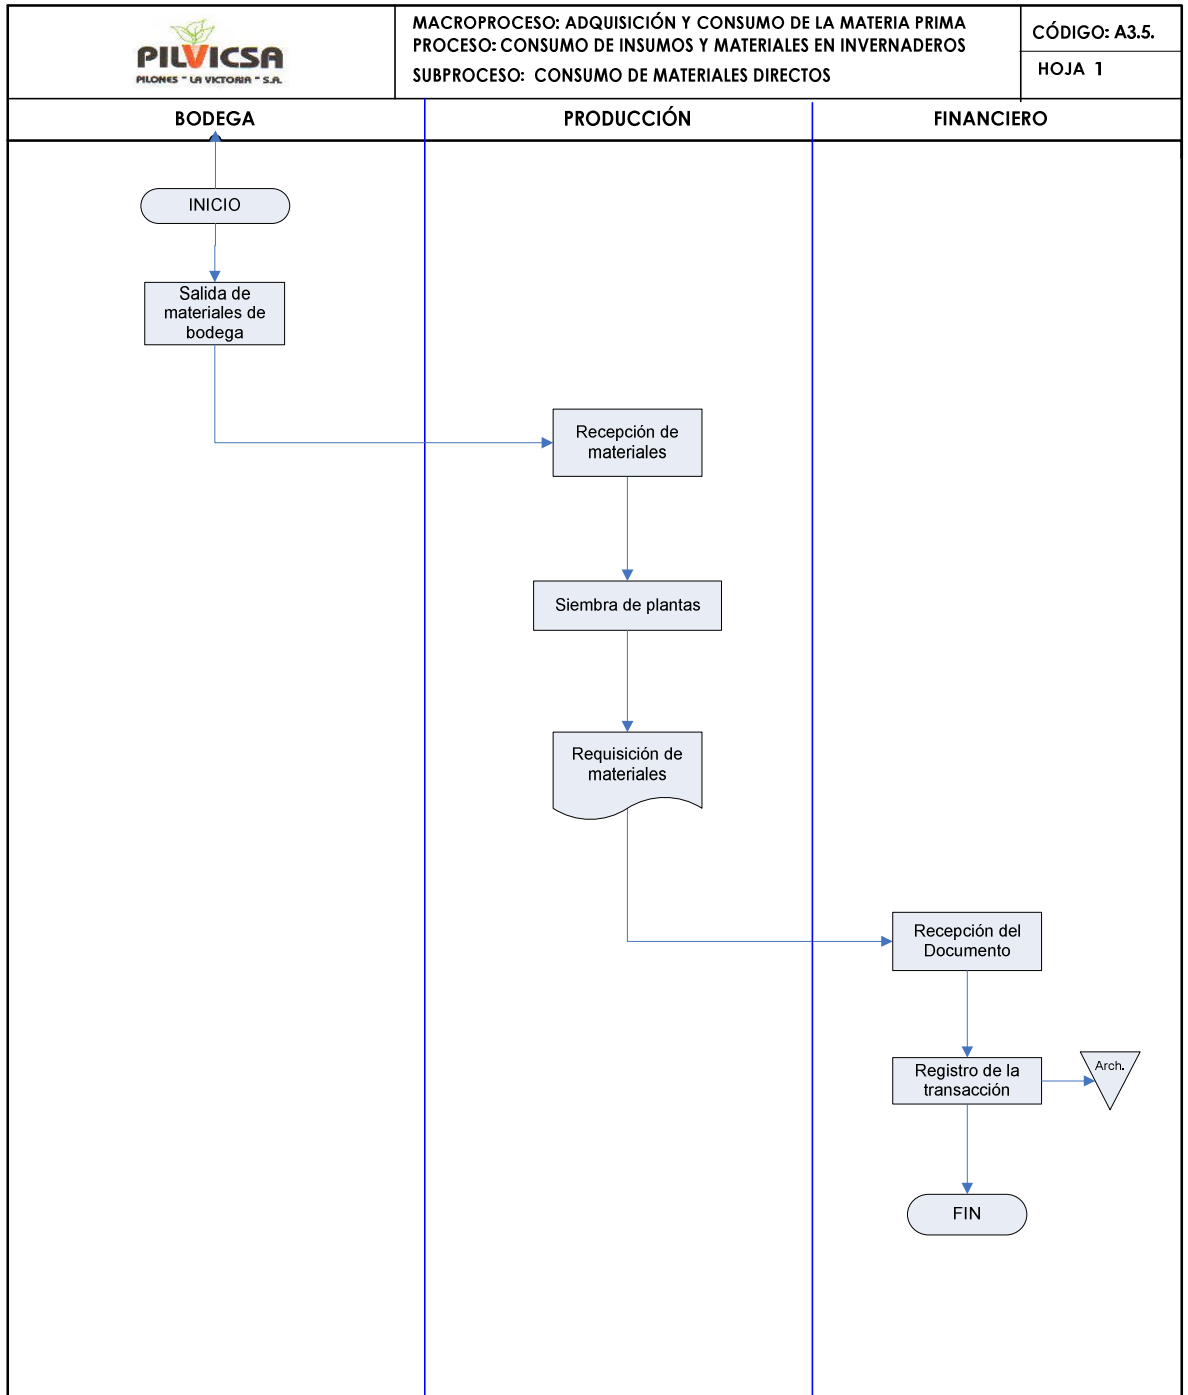 PILVICSA
PILONES "LA VICTORIA" S.A.
MACROPROCESO: ADQUISICIÓN Y CONSUMO DE LA MATERIA PRIMA
PROCESO: CONSUMO DE INSUMOS Y MATERIALES EN INVERNADEROS
SUBPROCESO: CONSUMO DE MATERIALES DIRECTOS
CÓDIGO: A3.5.
HOJA 1
BODEGA
PRODUCCIÓN
FINANCIERO
INICIO
Salida de
materiales de
bodega
Recepción de
materiales
Siembra de plantas
Requisición de
materiales
Recepción del
Documento
Registro de la
transacción
Arch.
FIN